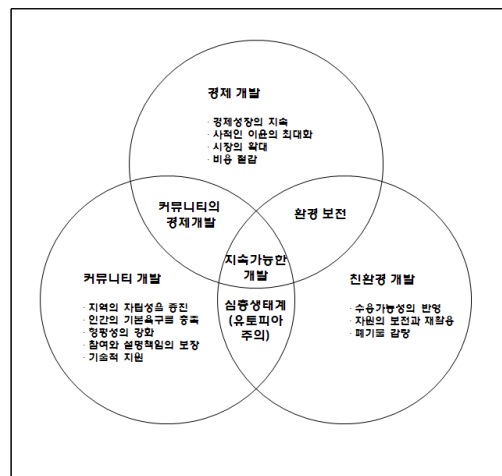 경제 개발
· 경제성장의 지속
· 사적인 이윤의 최대화
· 시장의 확대
· 비용 절감
커뮤니티의
경제개발
환경 보전
지속가능한
개발
커뮤니티 개발
· 지역의 자립성을 증진
· 인간의 기본욕구를 충족
· 형평성의 강화
· 참여와 설명책임의 보장
· 기술적 지원
심층생태계
(유토피아
주의)
친환경 개발
· 수용가능성의 반영
· 자원의 보전과 재활용
· 폐기물 감량